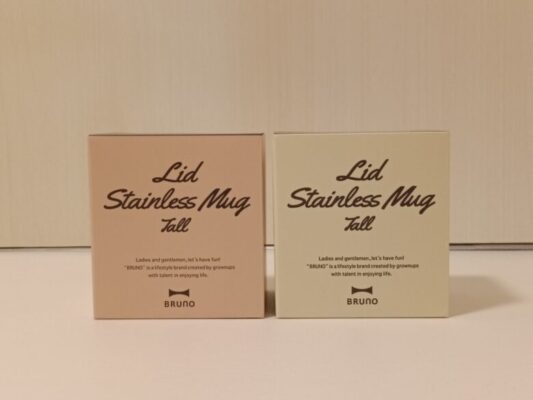 Lid
Stainless Mug
Tall
Ladies and gentlemen, let's have fun!
"BRUNO" is a lifestyle brand created by grownups
with talent in enjoying life.
BRUNO
Lid
Stainless Mug
Tall
Ladies and gentlemen, let's have fun!
"BRUNO" is a lifestyle brand created by grownups
with talent in enjoying life.
BRUNO